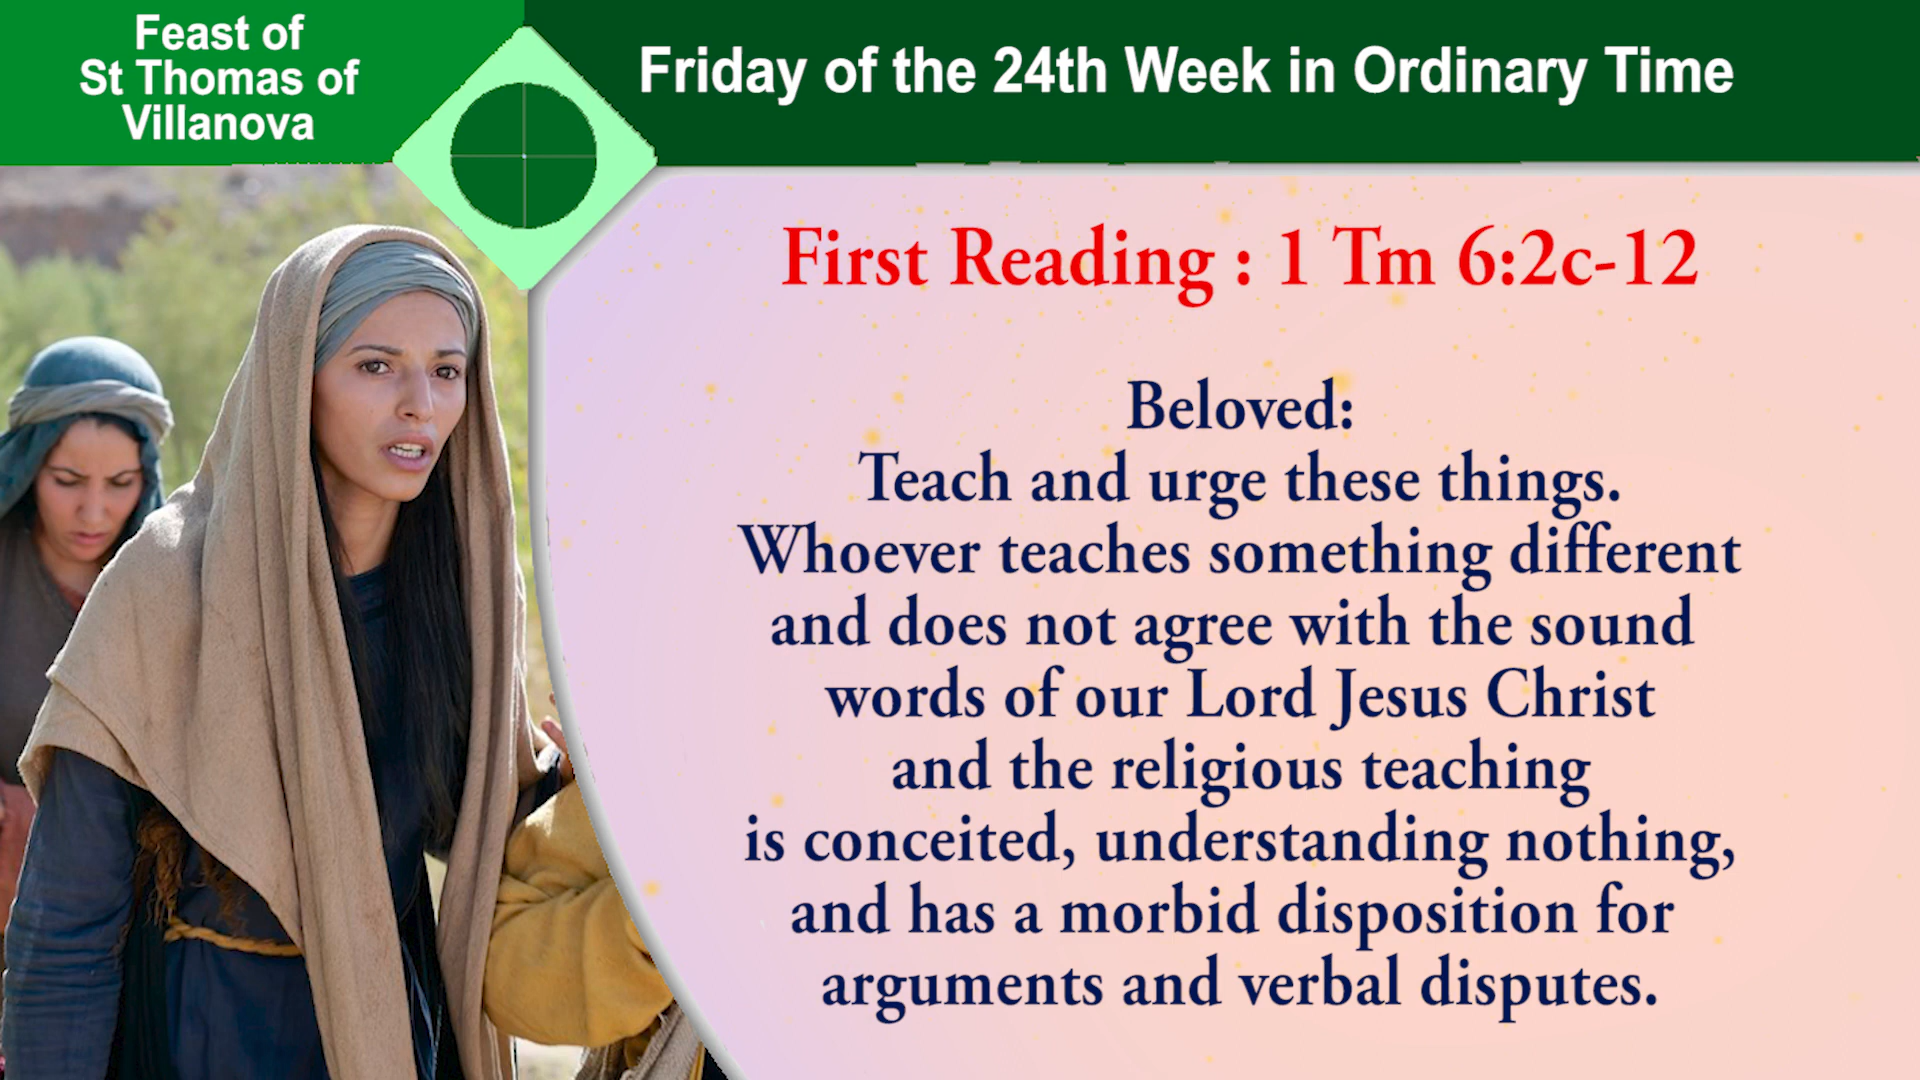 Feast of
St Thomas of
Villanova
Friday of the 24th Week in Ordinary Time
First Reading : 1 Tm 6:2c-12
Beloved:
Teach and urge these things.
Whoever teaches something different
and does not agree with the sound
words of our Lord Jesus Christ
and the religious teaching
is conceited, understanding nothing,
and has a morbid disposition for
arguments and verbal disputes.